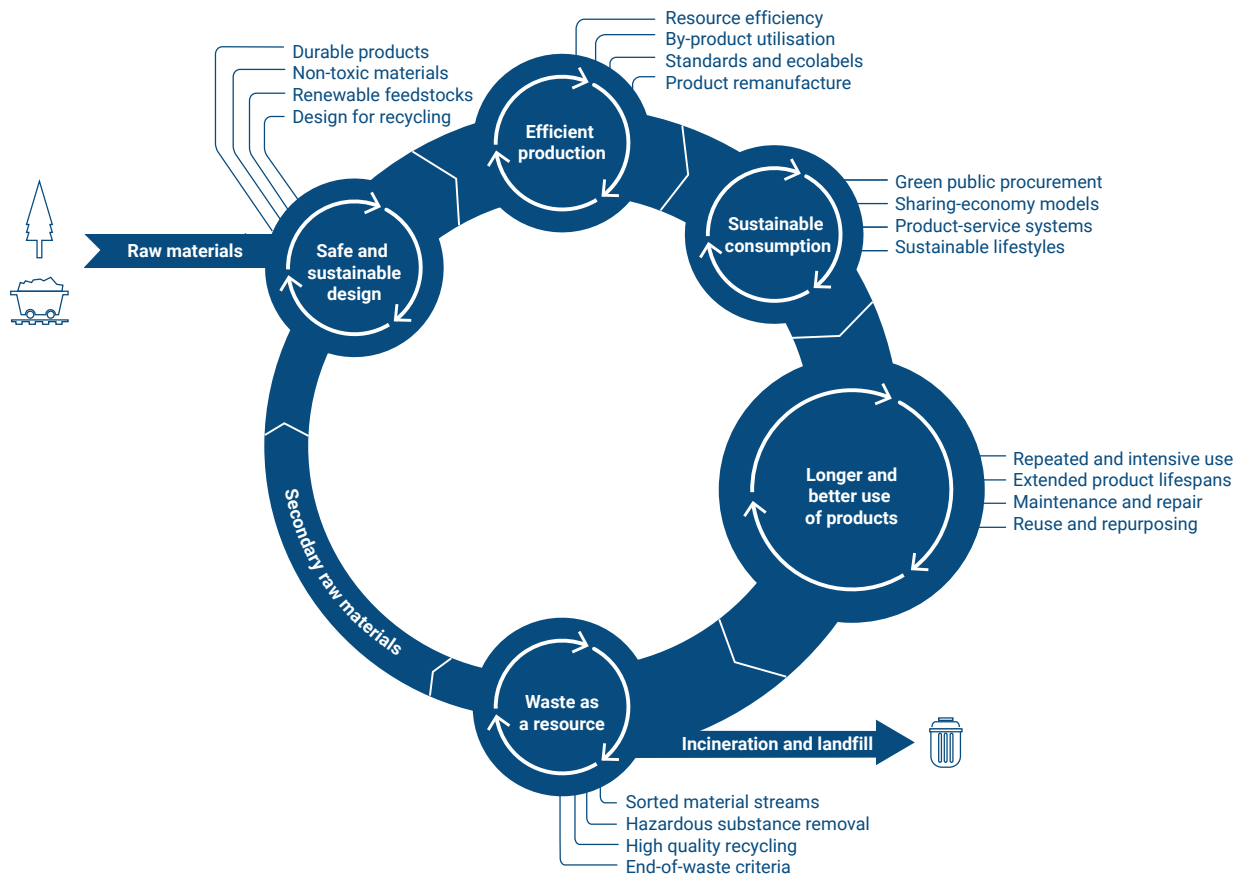 Durable products
Non-toxic materials
Renewable feedstocks
Design for recycling
Resource efficiency
By-product utilisation
Standards and ecolabels
Product remanufacture
Efficient
production
Green public procurement
Sharing-economy models
Product-service systems
Sustainable lifestyles
Sustainable
consumption
Raw materials
Safe and
sustainable
design
Longer and
better use
of products
Repeated and intensive use
Extended product lifespans
Maintenance and repair
Reuse and repurposing
Secondary raw materials
Waste as
a resource
Incineration and landfill
Sorted material streams
Hazardous substance removal
High quality recycling
End-of-waste criteria